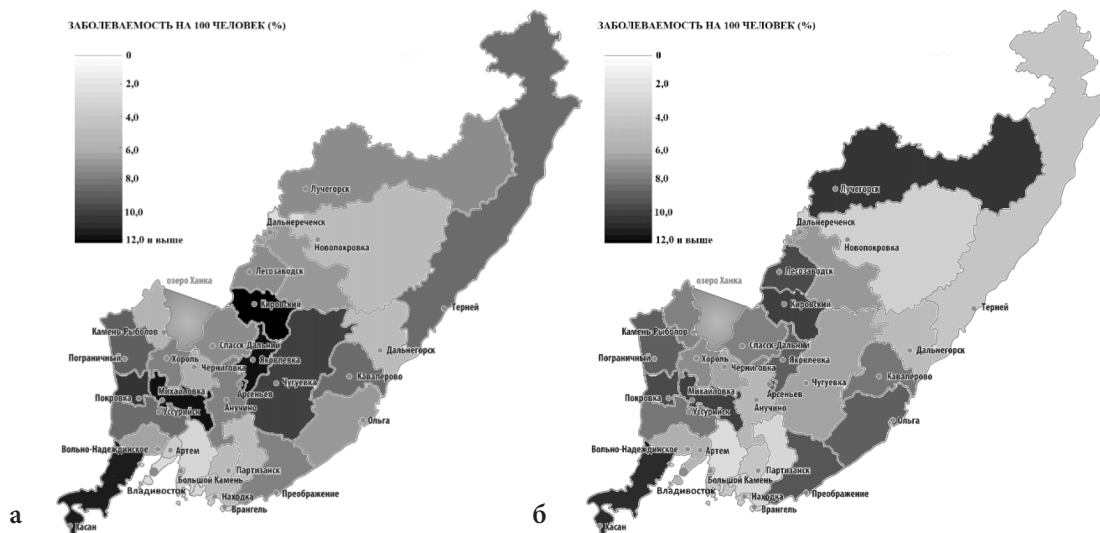 ЗАБОЛЕВАЕМОСТЬ НА 100 ЧЕЛОВЕК (%)
0
2,0
4,0
6,0
8,0
10,0
12,0 и выше
Лучегорск
Дальнереченск
Новопокровка
Лесозаводск
озеро Ханка
Кировский
Терней
Камень-Рыболов
Спасск-Дальний
Дальнегорск
Пограничный
Хороль
Яковлевка
Черниговка
Кавалерово
Чугуевка
Михайловка
Арсеньев
Покровка
Анучино
Уссурийск
Ольга
Вольно-Надеждинское
Артем
Партизанск
Большой Камень
Владивосток
Преображение
Находка
Врангель
Хасан
а
ЗАБОЛЕВАЕМОСТЬ НА 100 ЧЕЛОВЕК (%)
0
2,0
4,0
6,0
8,0
10,0
12,0 и выше
Лучегорск
Дальнереченск
Новопокровка
Лесозаводск
озеро Ханка
Кировский
Терней
Камень-Рыболов
Спасск-Дальний
Дальнегорск
Пограничный
Хороль
Яковлевка
Черниговка
Кавалерово
Чугуевка
Михайловка
Арсеньев
Покровка
Анучино
Уссурийск
Ольга
Вольно-Надеждинское
Артем
Партизанск
Большой Камень
Владивосток
Преображение
Находка
Врангель
Хасан
б